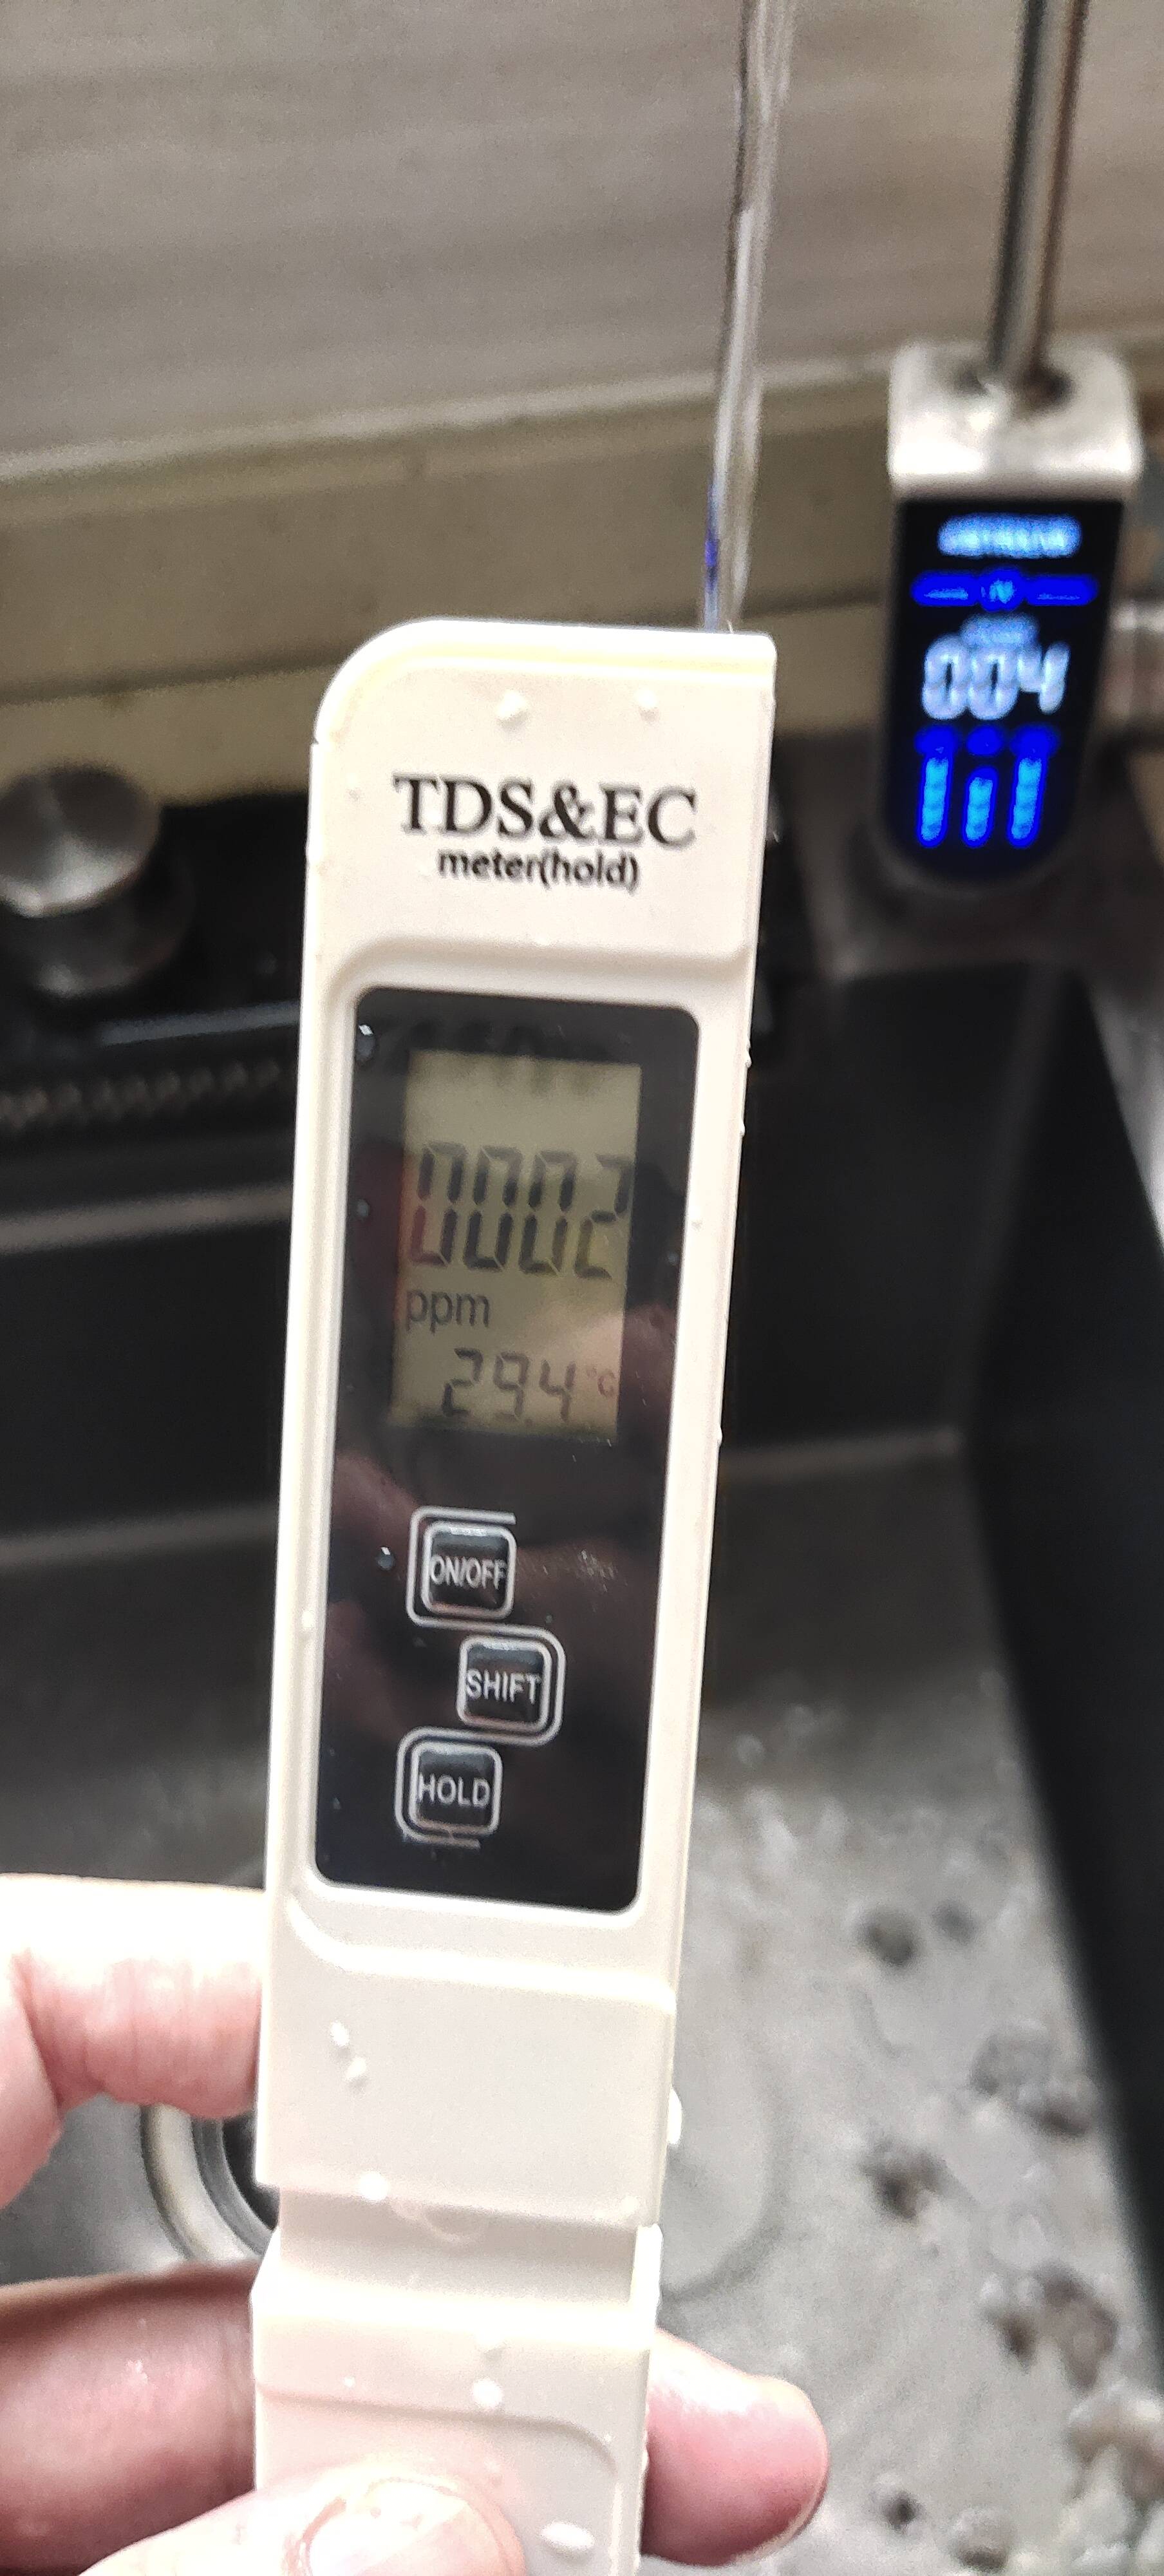 004
TDS&EC
meter(hold)
0002
ppm
29.4 °C
ON/OFF
SHIFT
HOLD